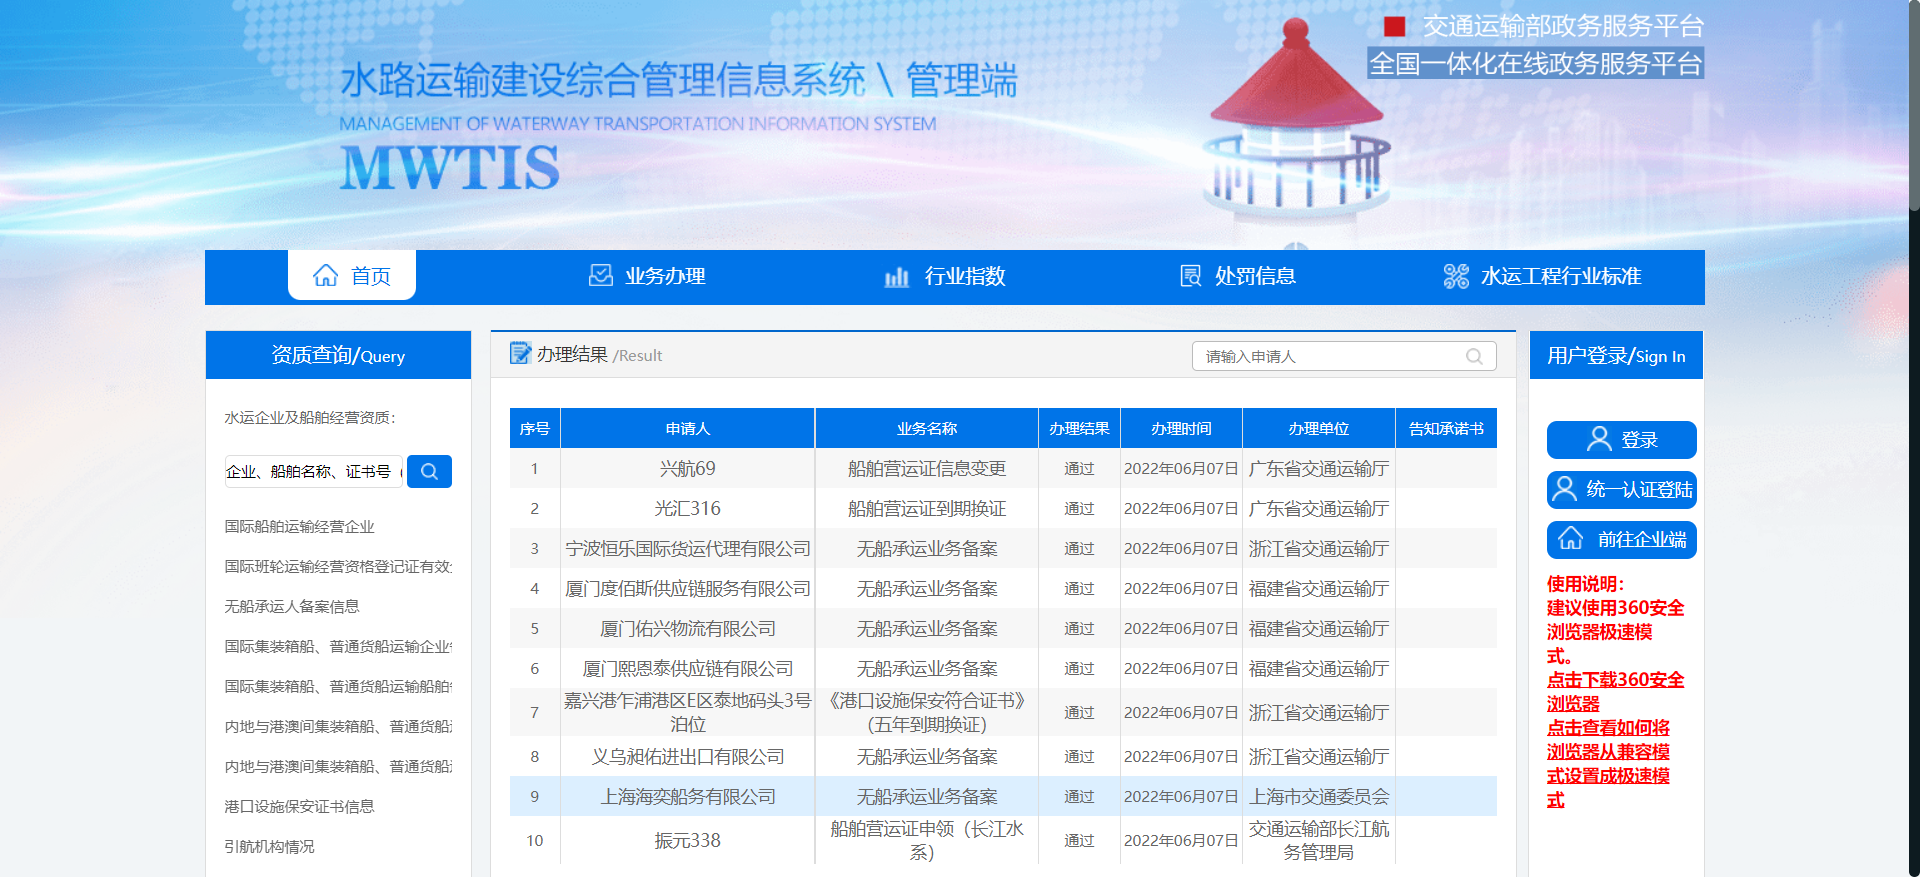 交通运输部政务服务平台
全国一体化在线政务服务平台
水路运输建设综合管理信息系统 \ 管理端
MANAGEMENT OF WATERWAY TRANSPORTATION INFORMATION SYSTEM
MWTIS
首页 业务办理 行业指数 处罚信息 水运工程行业标准
资质查询/Query
水运企业及船舶经营资质：
企业、船舶名称、证书号
国际船舶运输经营企业
国际班轮运输经营资格登记证有效
无船承运人备案信息
国际集装箱船、普通货船运输企业
国际集装箱船、普通货船运输船舶
内地与港澳间集装箱船、普通货船
内地与港澳间集装箱船、普通货船
港口设施保安证书信息
引航机构情况
办理结果 /Result
请输入申请人
序号 申请人 业务名称 办理结果 办理时间 办理单位 告知承诺书
1 兴航69 船舶营运证信息变更 通过 2022年06月07日 广东省交通运输厅
2 光汇316 船舶营运证到期换证 通过 2022年06月07日 广东省交通运输厅
3 宁波恒乐国际货运代理有限公司 无船承运业务备案 通过 2022年06月07日 浙江省交通运输厅
4 厦门度佰斯供应链服务有限公司 无船承运业务备案 通过 2022年06月07日 福建省交通运输厅
5 厦门佑兴物流有限公司 无船承运业务备案 通过 2022年06月07日 福建省交通运输厅
6 厦门熙恩泰供应链有限公司 无船承运业务备案 通过 2022年06月07日 福建省交通运输厅
嘉兴港乍浦港区E区泰地码头3号 《港口设施保安符合证书》
7 通过 2022年06月07日 浙江省交通运输厅
泊位 (五年到期换证)
8 义乌昶佑进出口有限公司 无船承运业务备案 通过 2022年06月07日 浙江省交通运输厅
9 上海海奕船务有限公司 无船承运业务备案 通过 2022年06月07日 上海市交通委员会
船舶营运证申领（长江水 交通运输部长江航
10 振元338 通过 2022年06月07日
系） 务管理局
用户登录/Sign In
登录
统一认证登陆
前往企业端
使用说明：
建议使用360安全
浏览器极速模
式。
点击下载360安全
浏览器
点击查看如何将
浏览器从兼容模
式设置成极速模
式